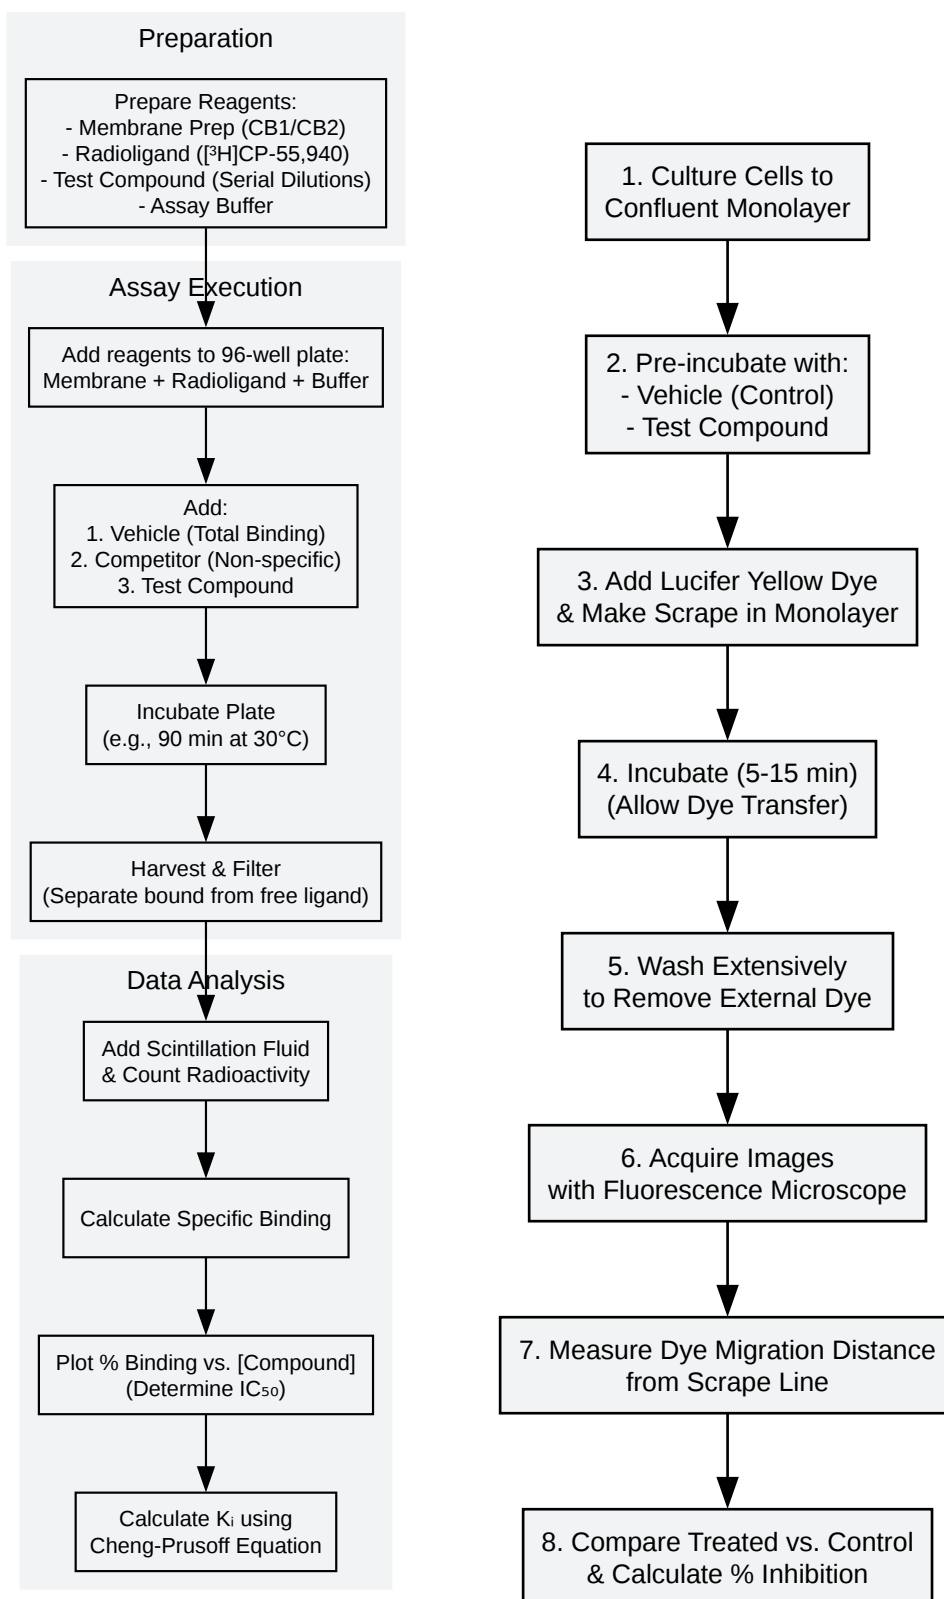 Preparation
Prepare Reagents:
- Membrane Prep (CB1/CB2)
- Radioligand ([³H]CP-55,940)
- Test Compound (Serial Dilutions)
- Assay Buffer
Assay Execution
Add reagents to 96-well plate:
Membrane + Radioligand + Buffer
Add:
1. Vehicle (Total Binding)
2. Competitor (Non-specific)
3. Test Compound
Incubate Plate
(e.g., 90 min at 30°C)
Harvest & Filter
(Separate bound from free ligand)
Data Analysis
Add Scintillation Fluid
& Count Radioactivity
Calculate Specific Binding
Plot % Binding vs. [Compound]
(Determine IC₅₀)
Calculate Kᵢ using
Cheng-Prusoff Equation
1. Culture Cells to
Confluent Monolayer
2. Pre-incubate with:
- Vehicle (Control)
- Test Compound
3. Add Lucifer Yellow Dye
& Make Scrape in Monolayer
4. Incubate (5-15 min)
(Allow Dye Transfer)
5. Wash Extensively
to Remove External Dye
6. Acquire Images
with Fluorescence Microscope
7. Measure Dye Migration Distance
from Scrape Line
8. Compare Treated vs. Control
& Calculate % Inhibition